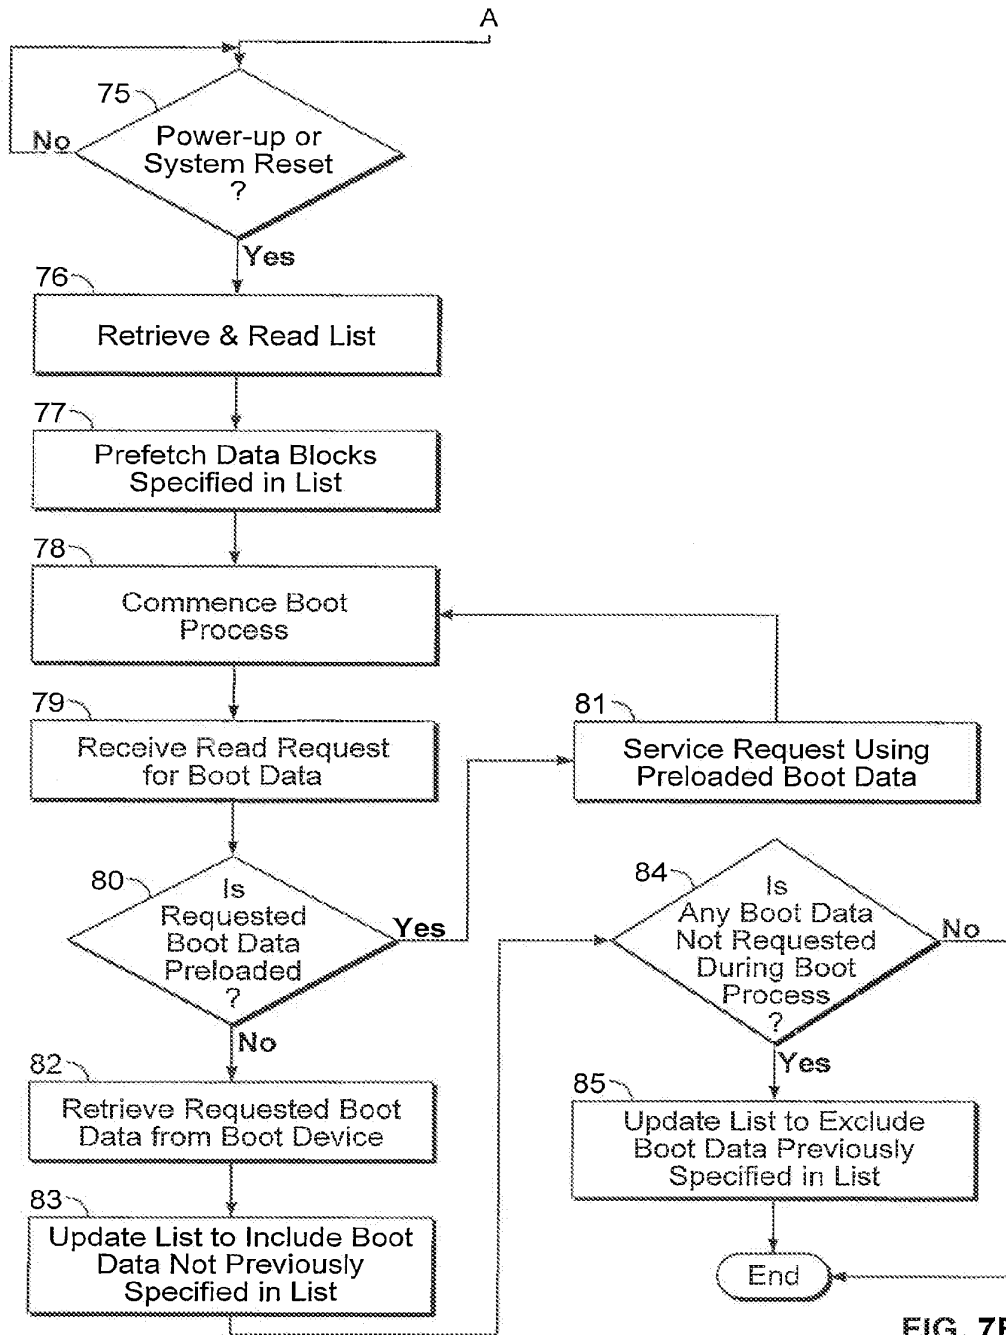 A
75
No
Power-up or
System Reset
?
Yes
76
Retrieve & Read List
77
Prefetch Data Blocks
Specified in List
78
Commence Boot
Process
79
Receive Read Request
for Boot Data
81
Service Request Using
Preloaded Boot Data
80
Is
Requested
Boot Data
Preloaded
?
Yes
No
84
Is
Any Boot Data
Not Requested
During Boot
Process
?
No
Yes
82
Retrieve Requested Boot
Data from Boot Device
85
Update List to Exclude
Boot Data Previously
Specified in List
83
Update List to Include Boot
Data Not Previously
Specified in List
End
FIG. 7